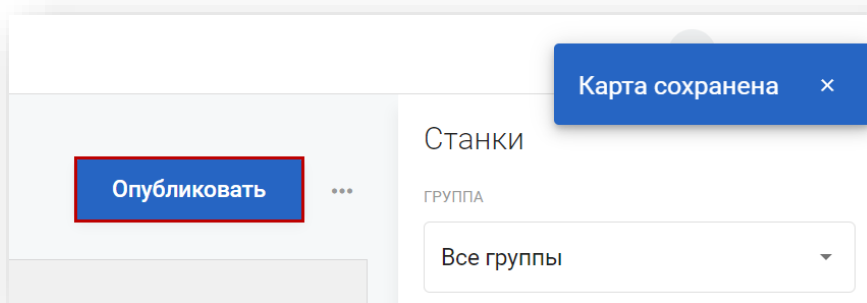 Карта сохранена ×
Станки
Опубликовать
ГРУППА
Все группы